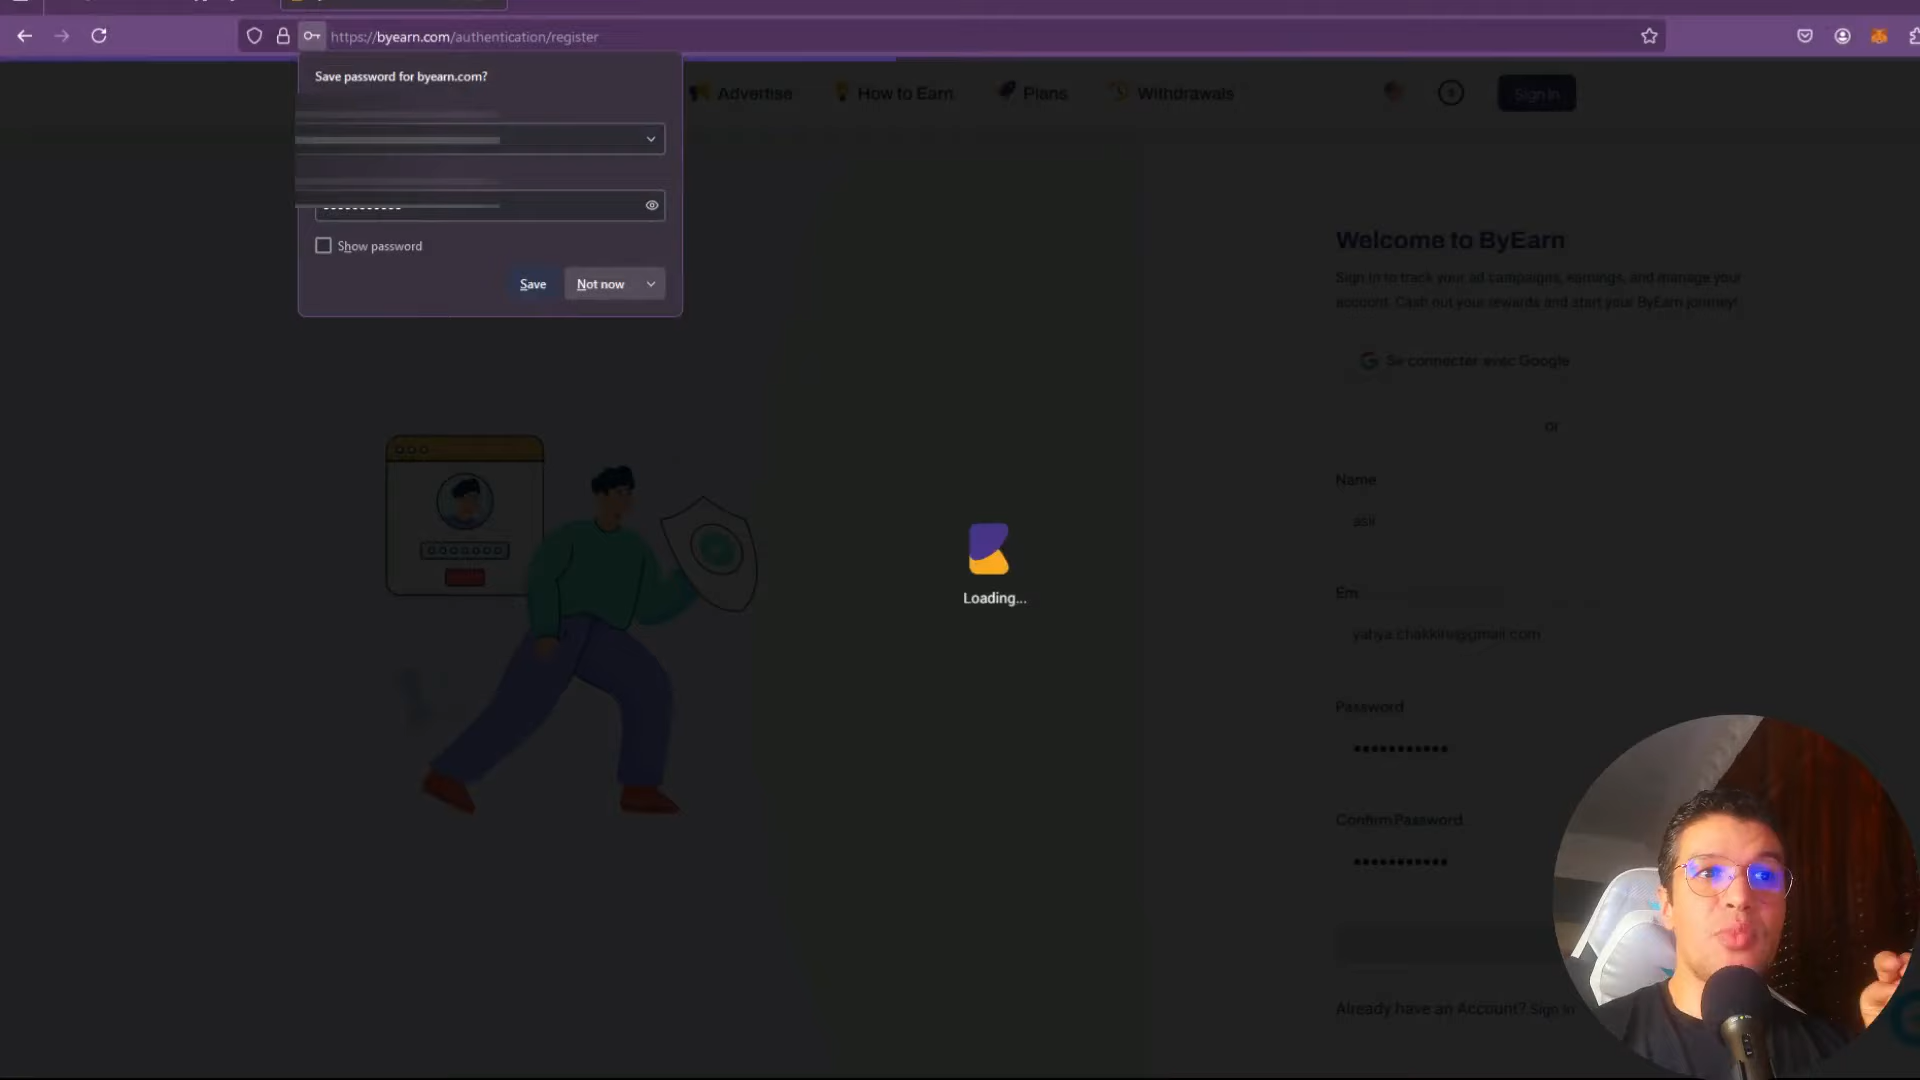 https://byearn.com/authentication/register
Save password for byearn.com?
Show password
Save
Not now
Advertise
How to Earn
Plans
Withdrawals
Sign In
Welcome to ByEarn
Sign in to track your ad campaigns, earnings, and manage your
account. Cash out your rewards and start your ByEarn journey!
Se connecter avec Google
or
Name
Em
Password
Confirm Password
Already have an Account? Sign In
Loading...